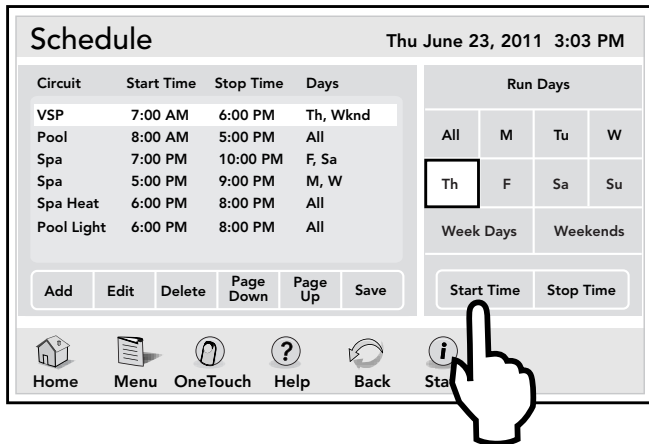 Schedule
Thu June 23, 2011 3:03 PM
Circuit Start Time Stop Time Days
VSP 7:00 AM 6:00 PM Th, Wknd
Pool 8:00 AM 5:00 PM All
Spa 7:00 PM 10:00 PM F, Sa
Spa 5:00 PM 9:00 PM M, W
Spa Heat 6:00 PM 8:00 PM All
Pool Light 6:00 PM 8:00 PM All
Add Edit Delete Page Down Page Up Save
Run Days
All M Tu W
Th F Sa Su
Week Days Weekends
Start Time Stop Time
Home Menu OneTouch Help Back